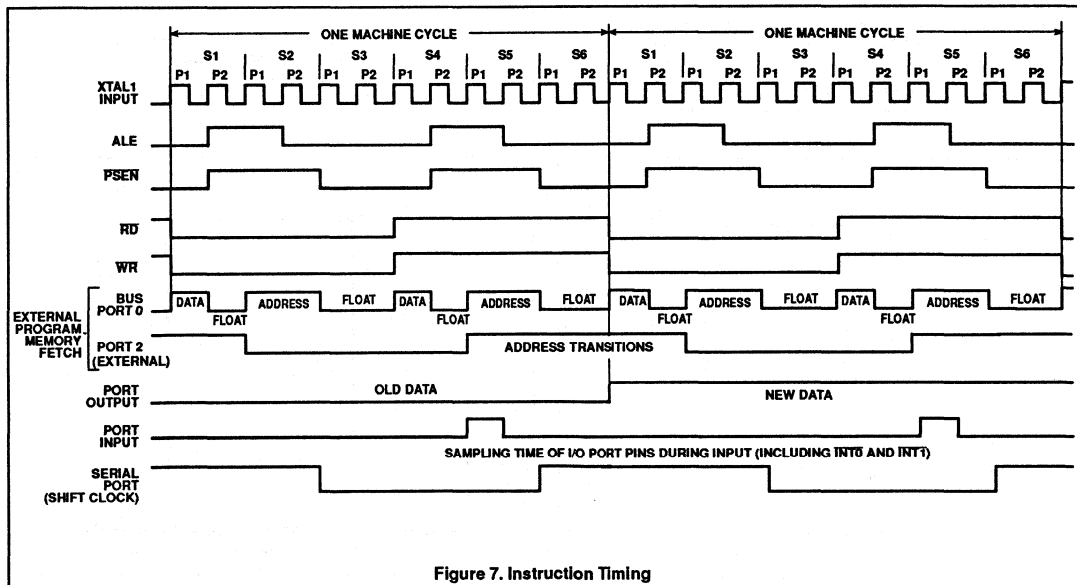 ONE MACHINE CYCLE ONE MACHINE CYCLE
S1 S2 S3 S4 S5 S6 S1 S2 S3 S4 S5 S6
P1 P2 P1 P2 P1 P2 P1 P2 P1 P2 P1 P2 P1 P2 P1 P2 P1 P2 P1 P2 P1 P2 P1 P2
XTAL1
INPUT
ALE
PSEN
RD
WR
EXTERNAL
PROGRAM
MEMORY
FETCH
BUS
PORT 0
DATA FLOAT ADDRESS FLOAT DATA FLOAT ADDRESS FLOAT DATA FLOAT ADDRESS FLOAT DATA FLOAT ADDRESS FLOAT
PORT 2
(EXTERNAL)
ADDRESS TRANSITIONS
PORT
OUTPUT
OLD DATA NEW DATA
PORT
INPUT
SAMPLING TIME OF I/O PORT PINS DURING INPUT (INCLUDING INT0 AND INT1)
SERIAL
PORT
(SHIFT CLOCK)
Figure 7. Instruction Timing